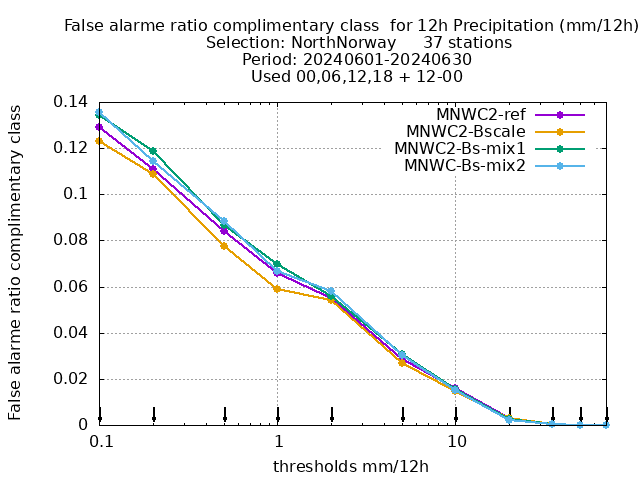 False alarme ratio complimentary class  for 12h Precipitation (mm/12h)
Selection: NorthNorway     37 stations
Period: 20240601-20240630
Used 00,06,12,18 + 12-00
False alarme ratio complimentary class
0.14
0.12
0.1
0.08
0.06
0.04
0.02
0
MNWC2-ref
MNWC2-Bscale
MNWC2-Bs-mix1
MNWC-Bs-mix2
0.1 1 10
thresholds mm/12h